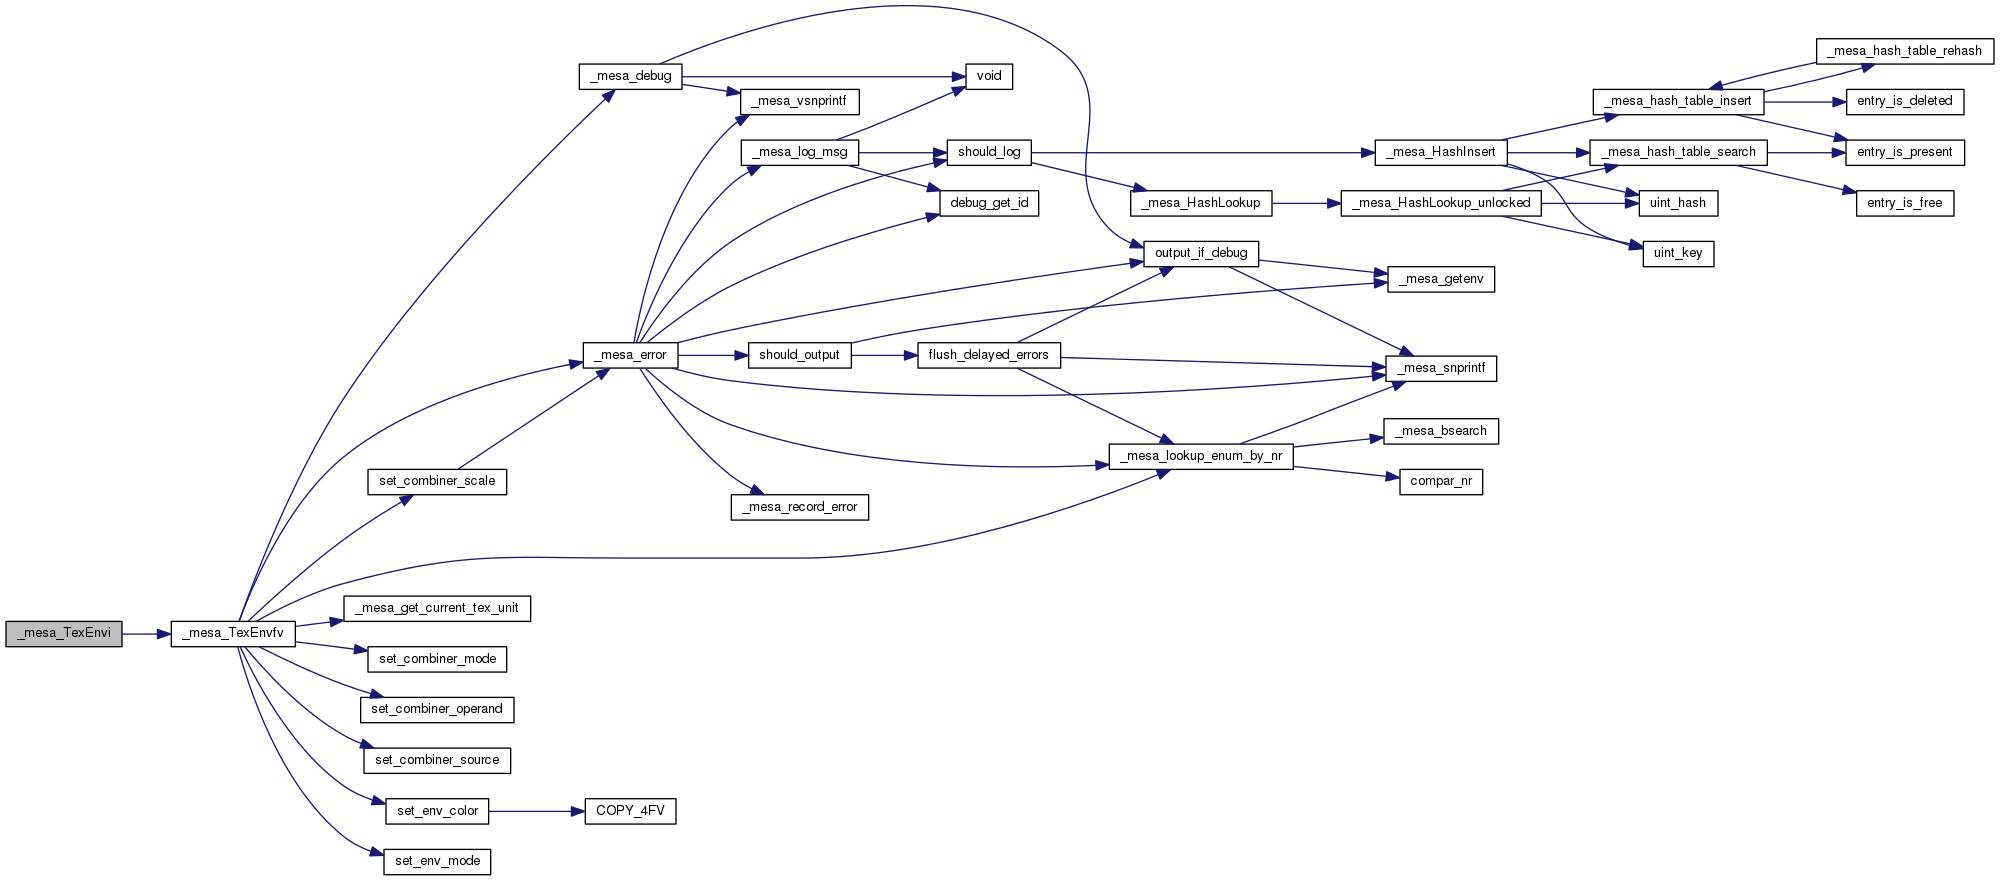 _mesa_TexEnvi
_mesa_TexEnvfv
_mesa_debug
_mesa_error
set_combiner_scale
_mesa_get_current_tex_unit
set_combiner_mode
set_combiner_operand
set_combiner_source
set_env_color
set_env_mode
COPY_4FV
_mesa_vsnprintf
_mesa_log_msg
should_output
_mesa_record_error
void
should_log
debug_get_id
flush_delayed_errors
_mesa_HashLookup
output_if_debug
_mesa_lookup_enum_by_nr
_mesa_HashInsert
_mesa_HashLookup_unlocked
_mesa_getenv
_mesa_snprintf
_mesa_bsearch
compar_nr
_mesa_hash_table_insert
_mesa_hash_table_search
uint_hash
uint_key
_mesa_hash_table_rehash
entry_is_deleted
entry_is_present
entry_is_free